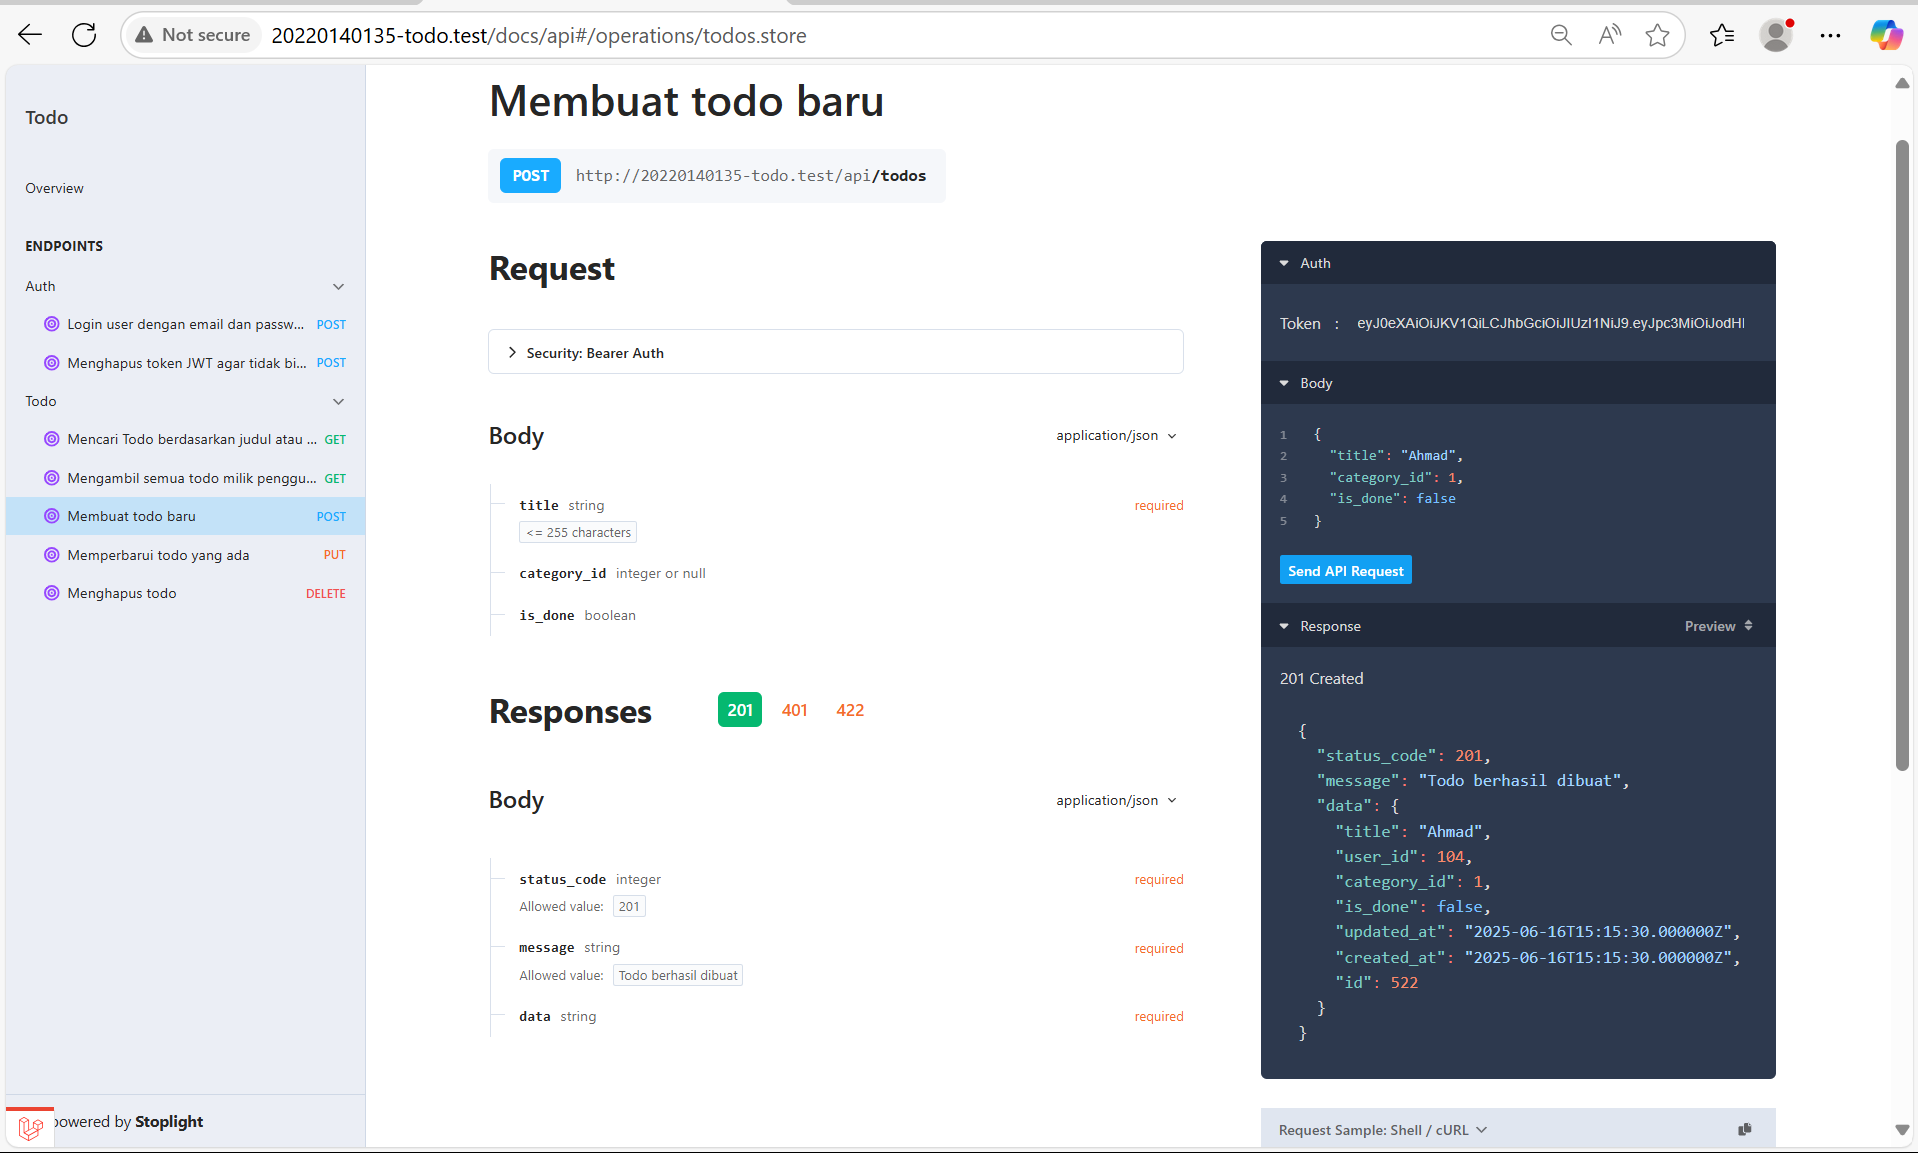 Not secure
20220140135-todo.test/docs/api#/operations/todos.store
Todo
Overview
ENDPOINTS
Auth
Login user dengan email dan passw... POST
Menghapus token JWT agar tidak bi... POST
Todo
Mencari Todo berdasarkan judul atau ... GET
Mengambil semua todo milik penggu... GET
Membuat todo baru POST
Memperbarui todo yang ada PUT
Menghapus todo DELETE
powered by Stoplight
Membuat todo baru
POST http://20220140135-todo.test/api/todos
Request
Security: Bearer Auth
Body application/json
title string required
<= 255 characters
category_id integer or null
is_done boolean
Responses 201 401 422
Body application/json
status_code integer required
Allowed value: 201
message string required
Allowed value: Todo berhasil dibuat
data string required
Auth
Token : eyJ0eXAiOiJKV1QiLCJhbGciOiJIUzI1NiJ9.eyJpc3MiOiJodHI
Body
1 {
2 "title": "Ahmad",
3 "category_id": 1,
4 "is_done": false
5 }
Send API Request
Response Preview
201 Created
{
"status_code": 201,
"message": "Todo berhasil dibuat",
"data": {
"title": "Ahmad",
"user_id": 104,
"category_id": 1,
"is_done": false,
"updated_at": "2025-06-16T15:15:30.000000Z",
"created_at": "2025-06-16T15:15:30.000000Z",
"id": 522
}
}
Request Sample: Shell / cURL